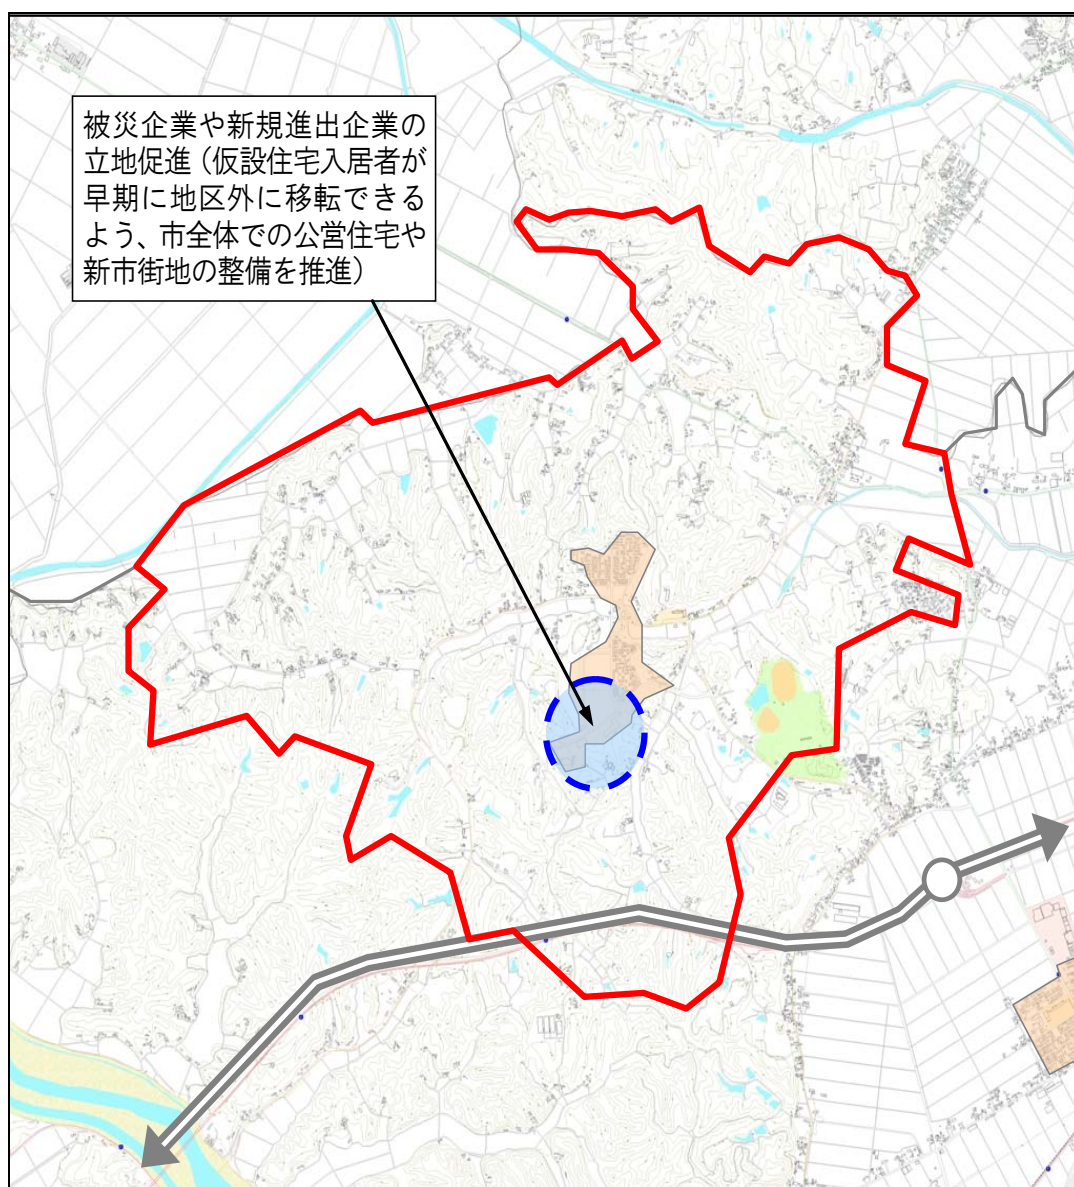 被災企業や新規進出企業の
立地促進（仮設住宅入居者が
早期に地区外に移転できる
よう、市全体での公営住宅や
新市街地の整備を推進）